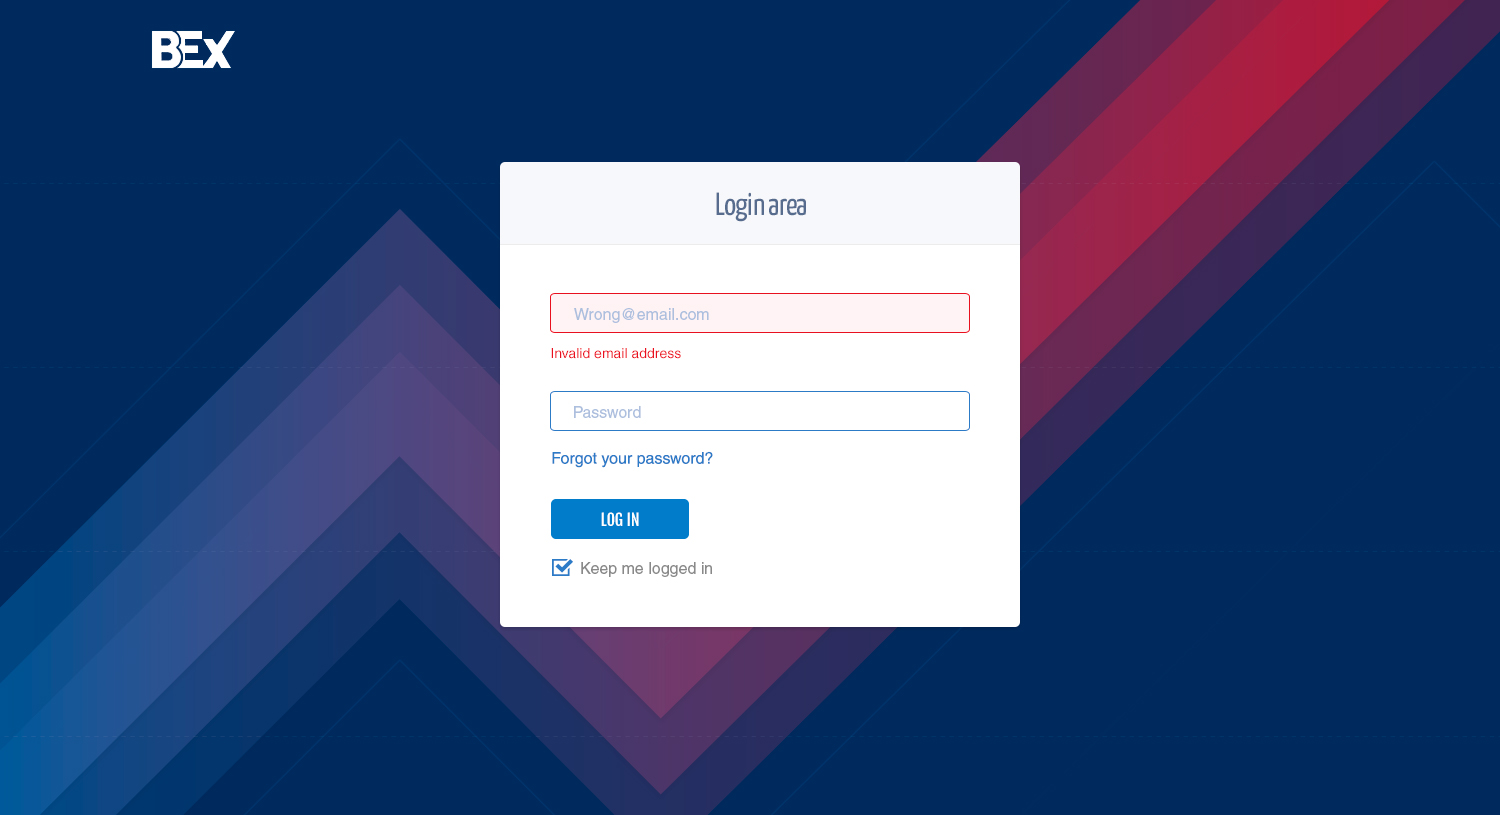 BEX
Login area
Wrong@email.com
Invalid email address
Password
Forgot your password?
LOG IN
Keep me logged in